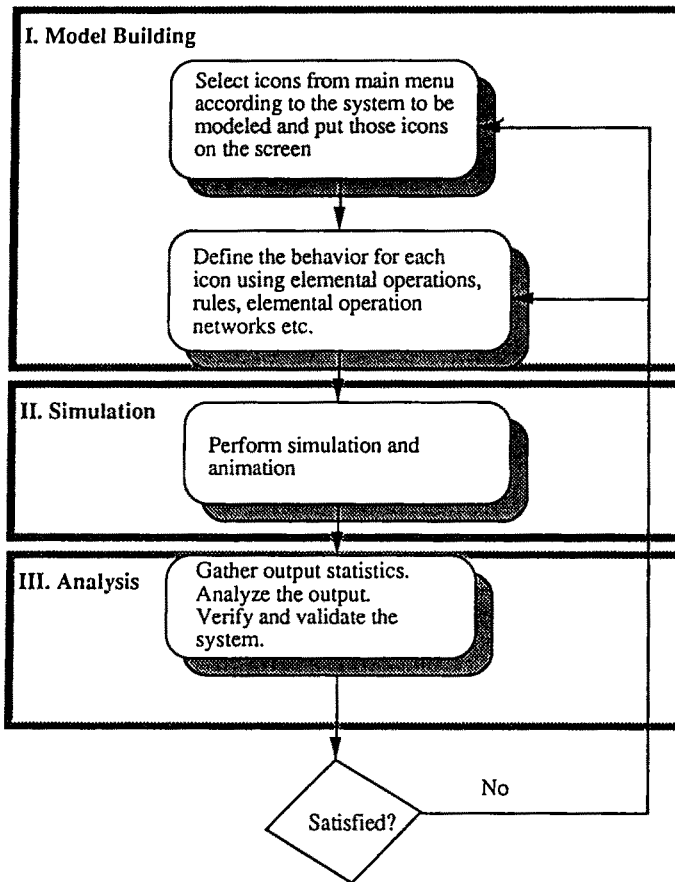 I. Model Building
Select icons from main menu
according to the system to be
modeled and put those icons
on the screen
Define the behavior for each
icon using elemental operations,
rules, elemental operation
networks etc.
II. Simulation
Perform simulation and
animation
III. Analysis
Gather output statistics.
Analyze the output.
Verify and validate the
system.
No
Satisfied?